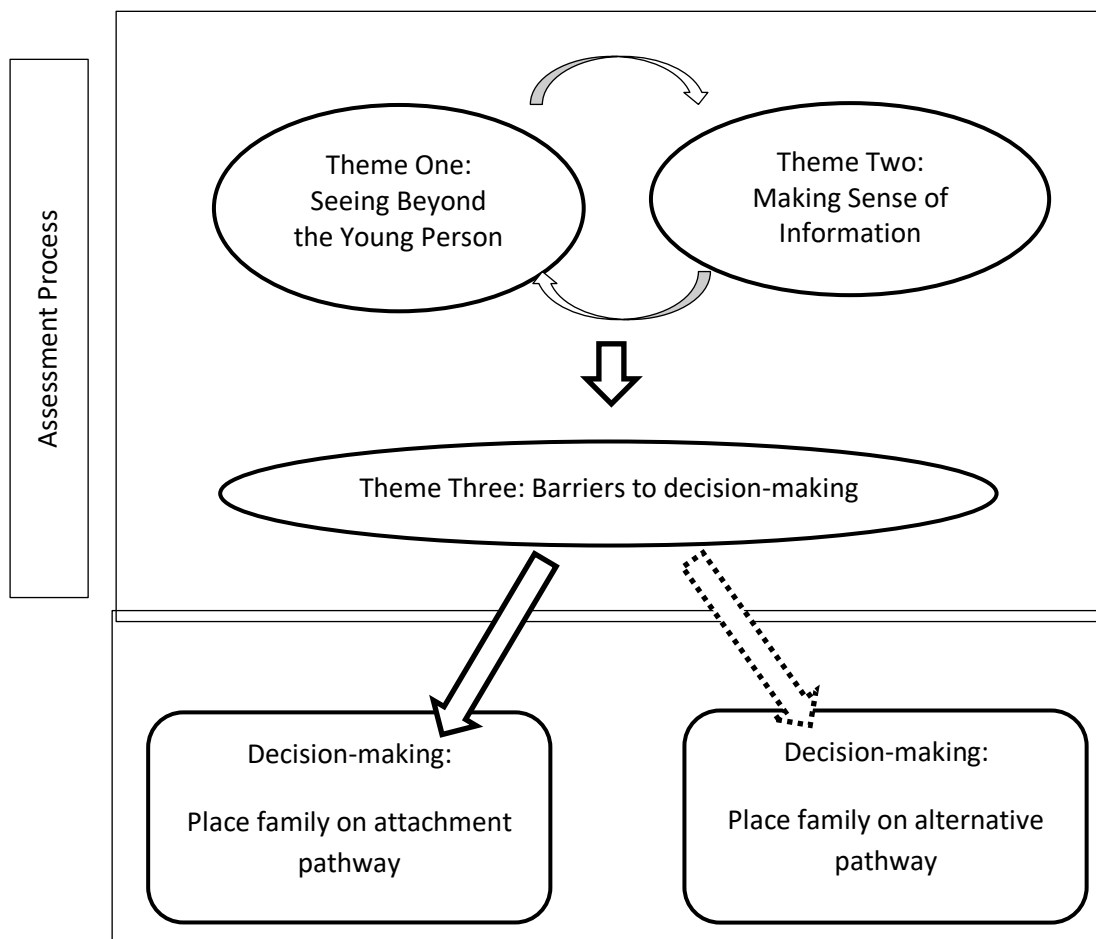 Assessment Process
Theme One:
Seeing Beyond
the Young Person
Theme Two:
Making Sense of
Information
Theme Three: Barriers to decision-making
Decision-making:
Place family on attachment
pathway
Decision-making:
Place family on alternative
pathway